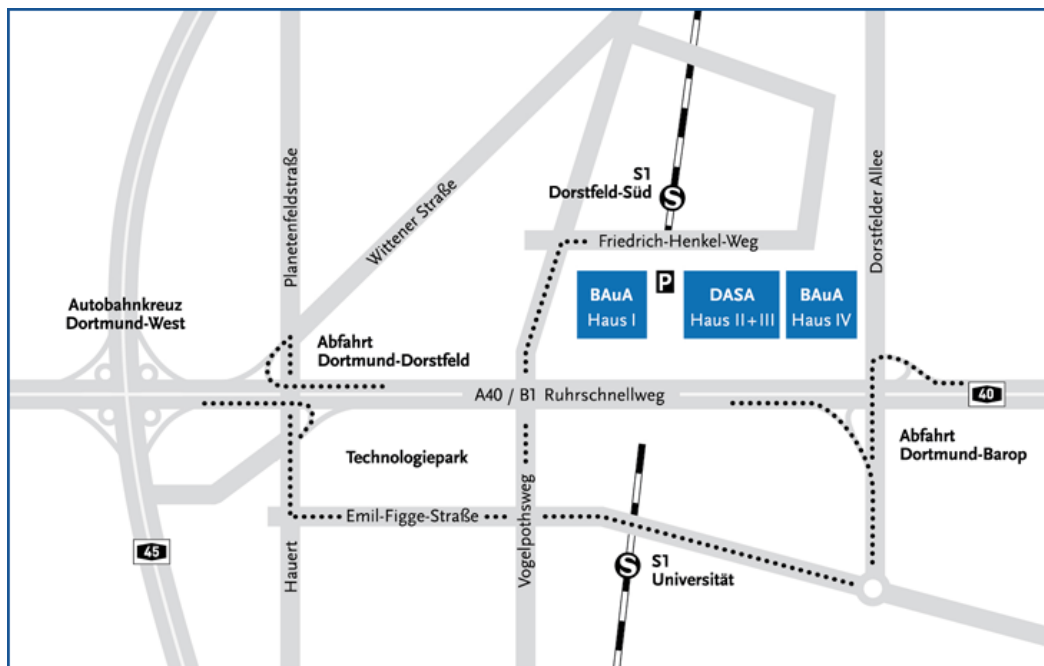 S1
Dorstfeld-Süd
S
Planetenfeldstraße
Wittener Straße
Dorstfelder Allee
Friedrich-Henkel-Weg
P
BAuA
Haus I
DASA
Haus II + III
BAuA
Haus IV
Autobahnkreuz
Dortmund-West
Abfahrt
Dortmund-Dorstfeld
A40 / B1 Ruhrschnellweg
40
Abfahrt
Dortmund-Barop
Technologiepark
Emil-Figge-Straße
Vogelpothsweg
Hauert
45
S
S1
Universität